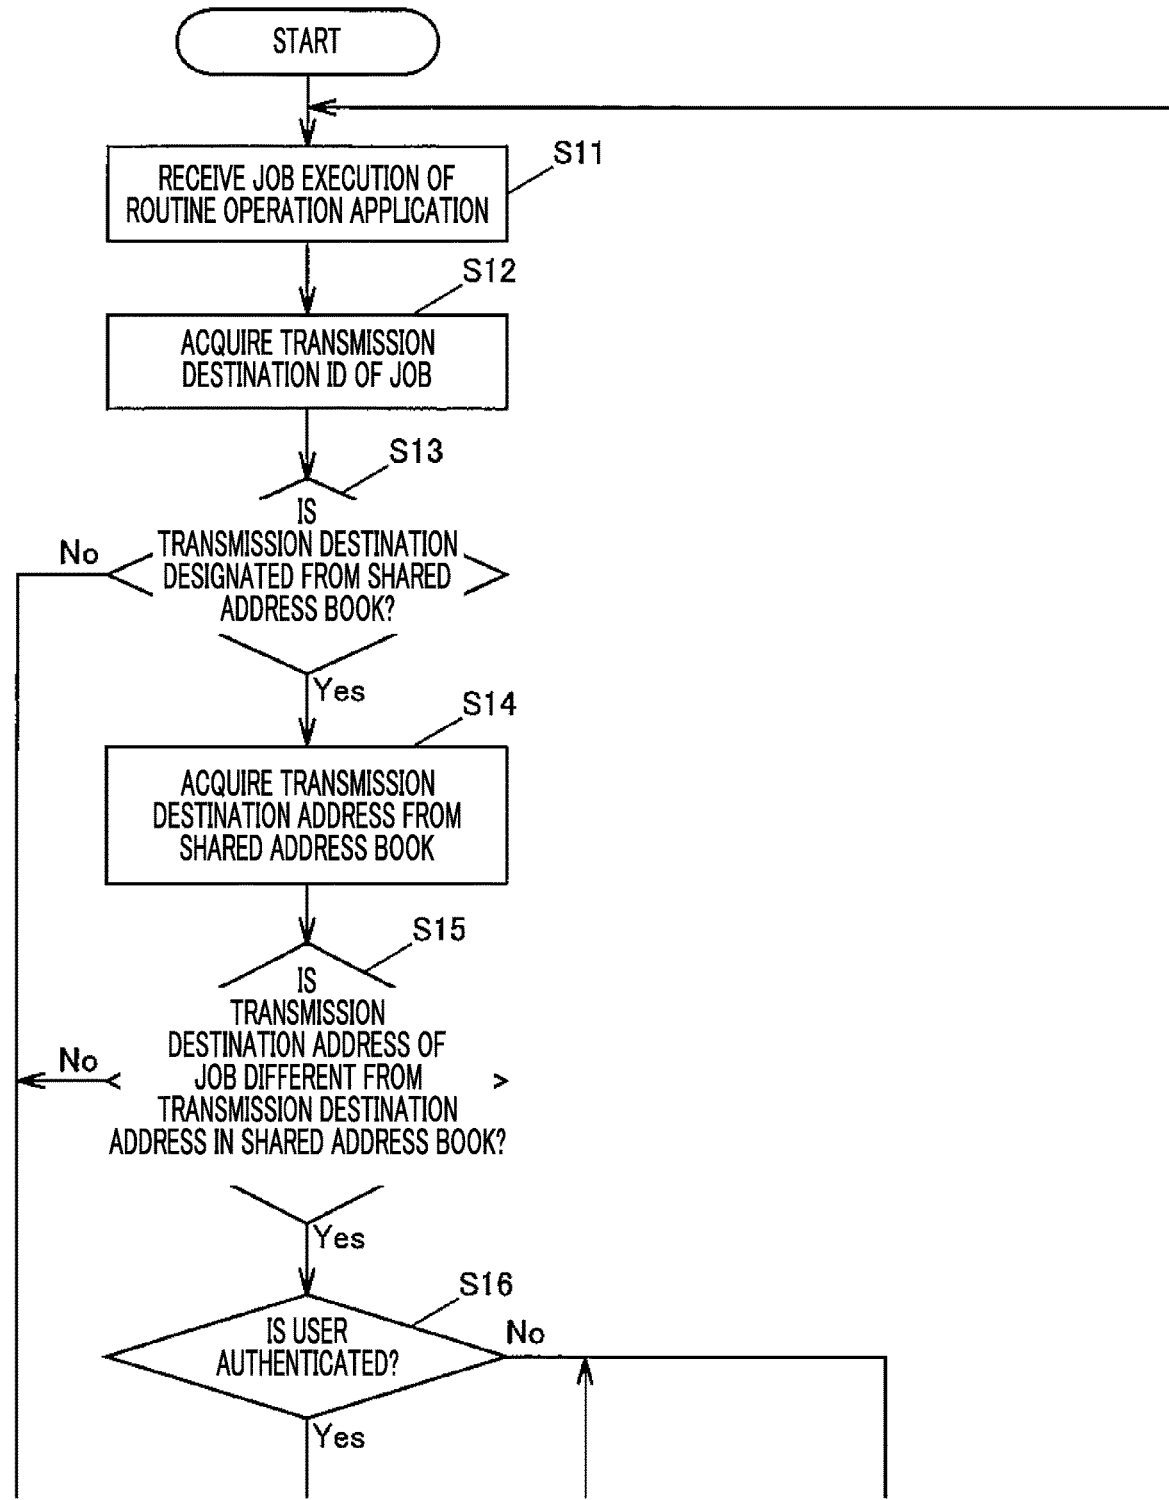 START
S11
RECEIVE JOB EXECUTION OF
ROUTINE OPERATION APPLICATION
S12
ACQUIRE TRANSMISSION
DESTINATION ID OF JOB
S13
IS
TRANSMISSION DESTINATION
DESIGNATED FROM SHARED
ADDRESS BOOK?
No
Yes
S14
ACQUIRE TRANSMISSION
DESTINATION ADDRESS FROM
SHARED ADDRESS BOOK
S15
IS
TRANSMISSION
DESTINATION ADDRESS OF
JOB DIFFERENT FROM
TRANSMISSION DESTINATION
ADDRESS IN SHARED ADDRESS BOOK?
No
Yes
S16
IS USER
AUTHENTICATED?
No
Yes